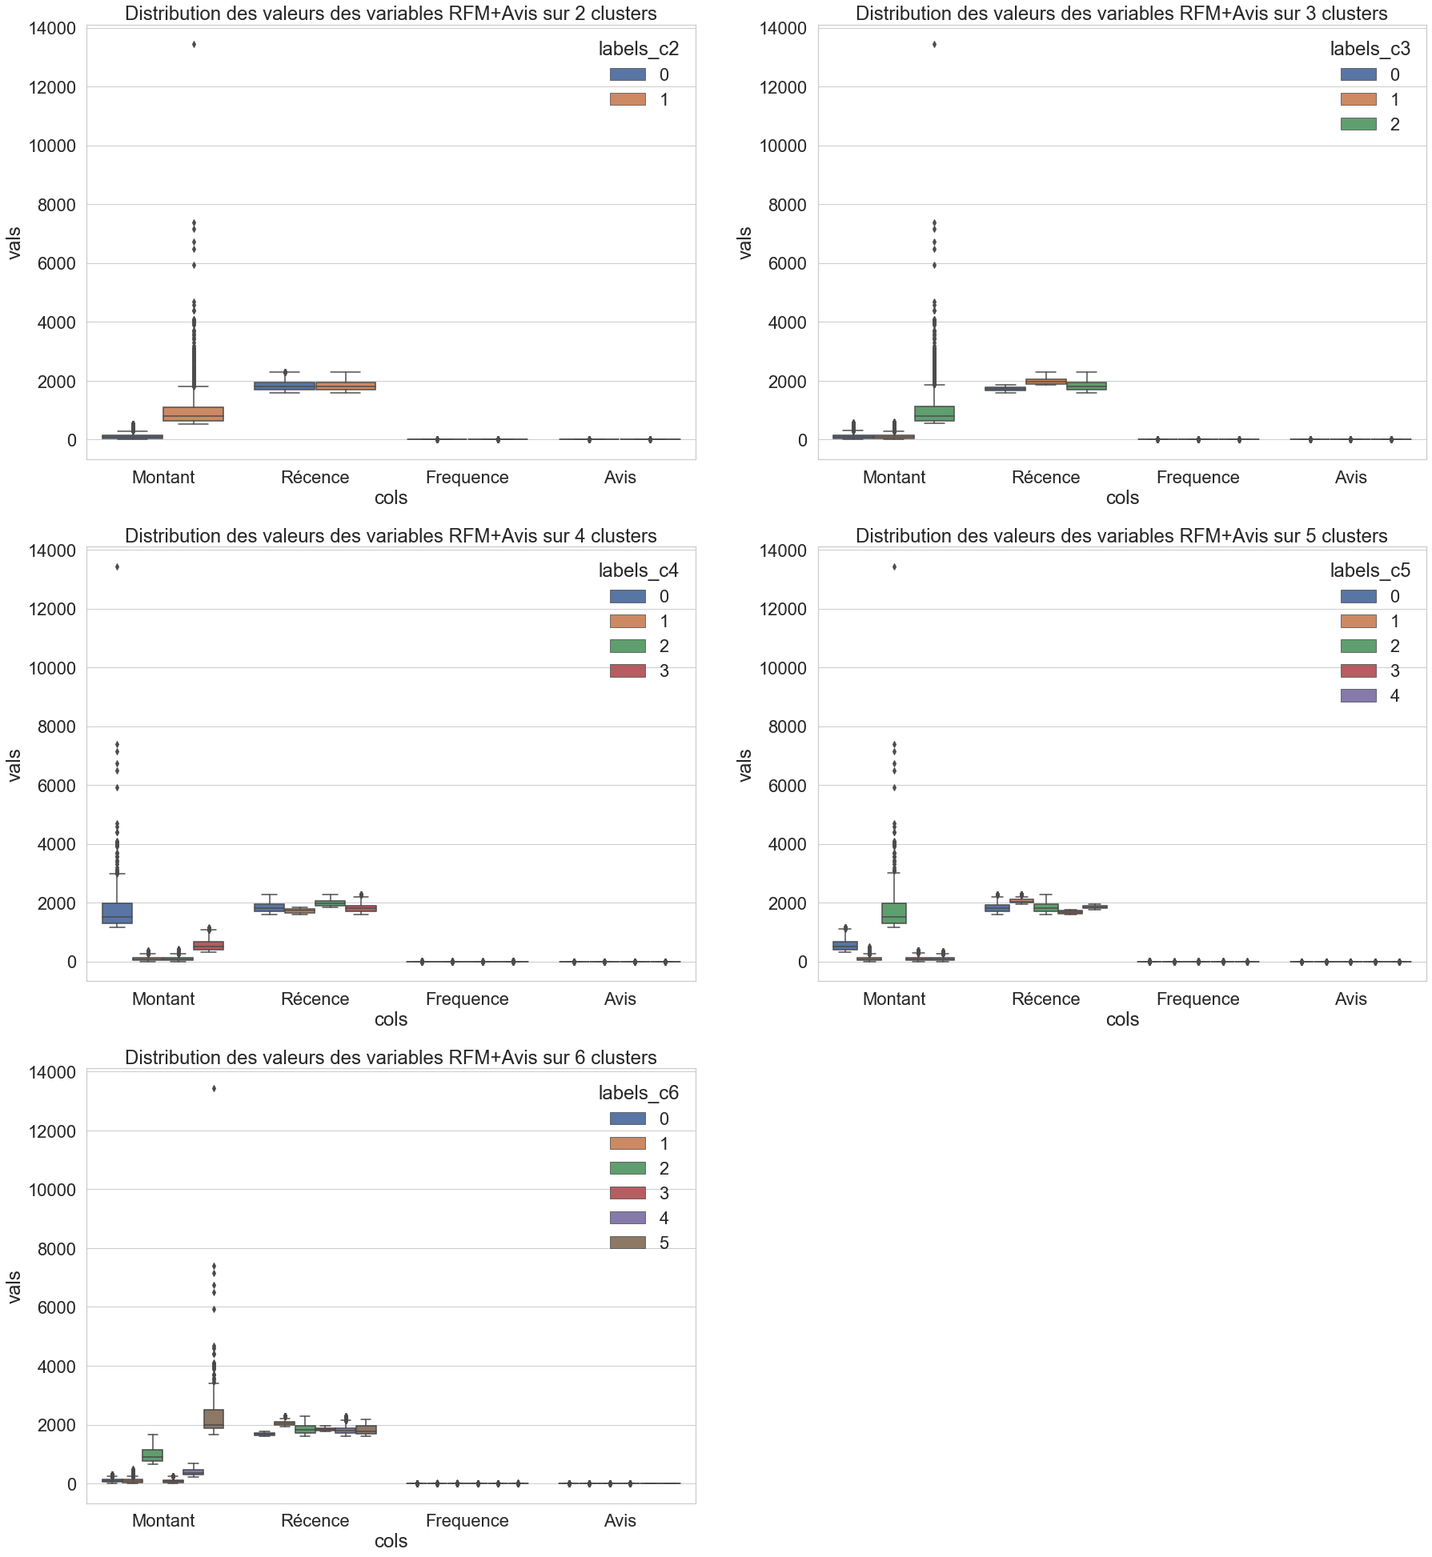 Distribution des valeurs des variables RFM+Avis sur 2 clusters
14000
12000
10000
8000
6000
4000
2000
0
vals
labels_c2
0
1
Montant Récence Frequence Avis
cols
Distribution des valeurs des variables RFM+Avis sur 3 clusters
14000
12000
10000
8000
6000
4000
2000
0
vals
labels_c3
0
1
2
Montant Récence Frequence Avis
cols
Distribution des valeurs des variables RFM+Avis sur 4 clusters
14000
12000
10000
8000
6000
4000
2000
0
vals
labels_c4
0
1
2
3
Montant Récence Frequence Avis
cols
Distribution des valeurs des variables RFM+Avis sur 5 clusters
14000
12000
10000
8000
6000
4000
2000
0
vals
labels_c5
0
1
2
3
4
Montant Récence Frequence Avis
cols
Distribution des valeurs des variables RFM+Avis sur 6 clusters
14000
12000
10000
8000
6000
4000
2000
0
vals
labels_c6
0
1
2
3
4
5
Montant Récence Frequence Avis
cols